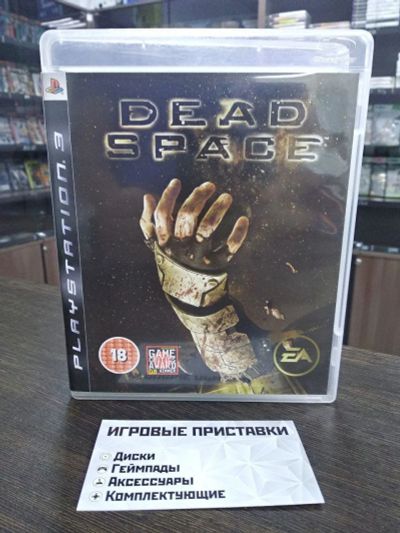 DEAD
SPACE
PLAYSTATION 3
18
GAME
AWARD
EA
ИГРОВЫЕ ПРИСТАВКИ
Диски
Геймпады
Аксессуары
Комплектующие